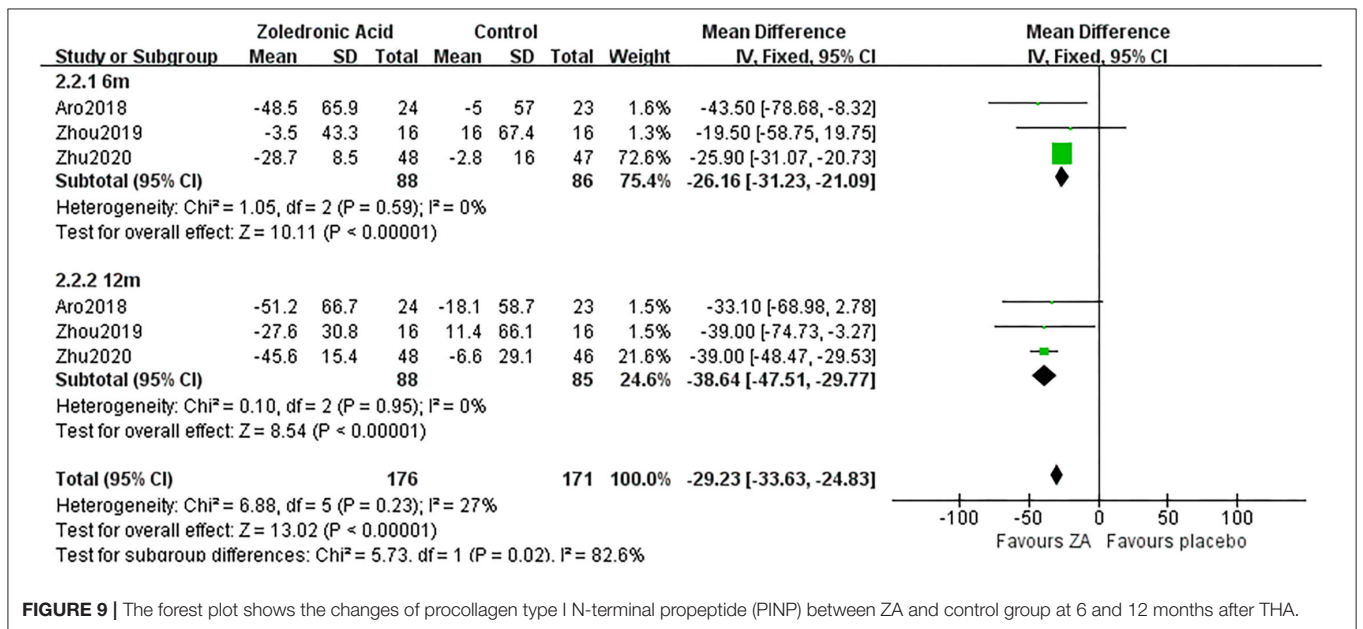 Zoledronic Acid Control Mean Difference Mean Difference
Study or Subgroup Mean SD Total Mean SD Total Weight IV, Fixed, 95% CI IV, Fixed, 95% CI
2.2.1 6m
Aro2018 -48.5 65.9 24 -5 57 23 1.6% -43.50 [-78.68, -8.32]
Zhou2019 -3.5 43.3 16 16 67.4 16 1.3% -19.50 [-58.75, 19.75]
Zhu2020 -28.7 8.5 48 -2.8 16 47 72.6% -25.90 [-31.07, -20.73]
Subtotal (95% CI) 88 86 75.4% -26.16 [-31.23, -21.09]
Heterogeneity: Chi² = 1.05, df = 2 (P = 0.59); I² = 0%
Test for overall effect: Z = 10.11 (P < 0.00001)
2.2.2 12m
Aro2018 -51.2 66.7 24 -18.1 58.7 23 1.5% -33.10 [-68.98, 2.78]
Zhou2019 -27.6 30.8 16 11.4 66.1 16 1.5% -39.00 [-74.73, -3.27]
Zhu2020 -45.6 15.4 48 -6.6 29.1 46 21.6% -39.00 [-48.47, -29.53]
Subtotal (95% CI) 88 85 24.6% -38.64 [-47.51, -29.77]
Heterogeneity: Chi² = 0.10, df = 2 (P = 0.95); I² = 0%
Test for overall effect: Z = 8.54 (P < 0.00001)
Total (95% CI) 176 171 100.0% -29.23 [-33.63, -24.83]
Heterogeneity: Chi² = 6.88, df = 5 (P = 0.23); I² = 27%
Test for overall effect: Z = 13.02 (P < 0.00001)
Test for subgroup differences: Chi² = 5.73. df = 1 (P = 0.02). I² = 82.6%
-100 -50 0 50 100
Favours ZA Favours placebo
FIGURE 9 | The forest plot shows the changes of procollagen type I N-terminal propeptide (PINP) between ZA and control group at 6 and 12 months after THA.